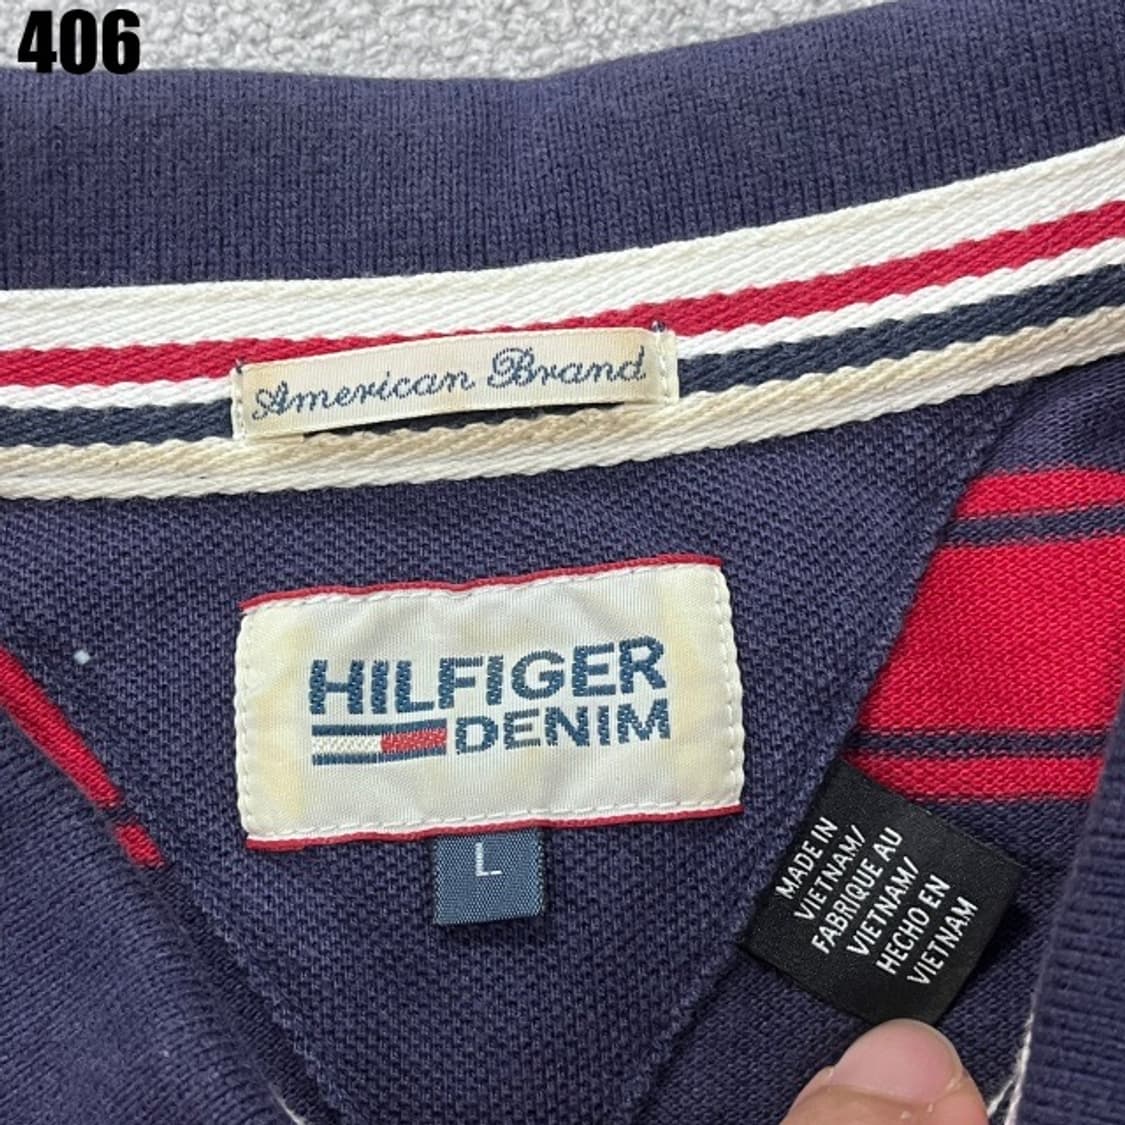 406
American Brand
HILFIGER
DENIM
L
MADE IN
VIETNAM/
FABRIQUE AU
VIETNAM/
HECHO EN
VIETNAM